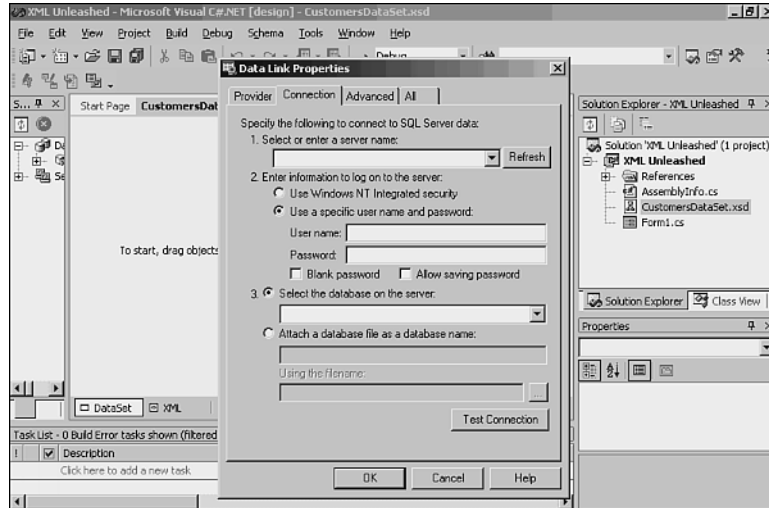 XML Unleashed - Microsoft Visual C#.NET [design] - CustomersDataSet.xsd
File Edit View Project Build Debug Schema Tools Window Help
Debug
Data Link Properties
Provider Connection Advanced All
Specify the following to connect to SQL Server data:
1. Select or enter a server name:
Refresh
2. Enter information to log on to the server:
Use Windows NT Integrated security
Use a specific user name and password:
User name:
Password:
Blank password Allow saving password
3. Select the database on the server:
Attach a database file as a database name:
Using the filename:
...
Test Connection
OK Cancel Help
S...
Start Page CustomersDat
Da
Se
To start, drag objects
DataSet XML
Task List - 0 Build Error tasks shown (filtered
! Description
Click here to add a new task
Solution Explorer - XML Unleashed
Solution 'XML Unleashed' (1 project)
XML Unleashed
References
AssemblyInfo.cs
CustomersDataSet.xsd
Form1.cs
Solution Explorer Class View
Properties